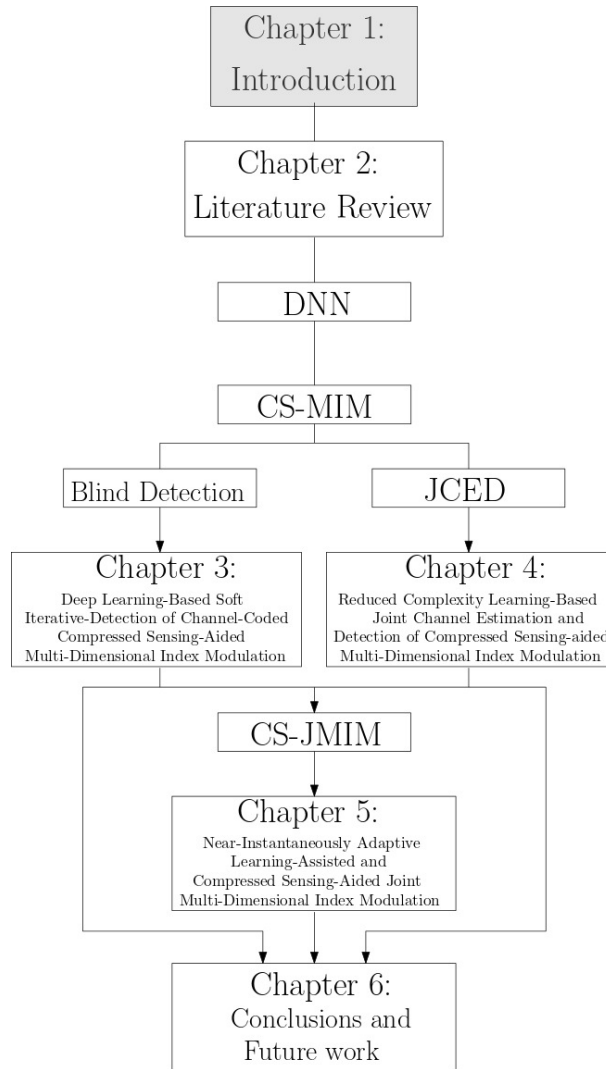 Chapter 1:
Introduction
Chapter 2:
Literature Review
DNN
CS-MIM
Blind Detection
JCED
Chapter 3:
Deep Learning-Based Soft
Iterative-Detection of Channel-Coded
Compressed Sensing-Aided
Multi-Dimensional Index Modulation
Chapter 4:
Reduced Complexity Learning-Based
Joint Channel Estimation and
Detection of Compressed Sensing-aided
Multi-Dimensional Index Modulation
CS-JMIM
Chapter 5:
Near-Instantaneously Adaptive
Learning-Assisted and
Compressed Sensing-Aided Joint
Multi-Dimensional Index Modulation
Chapter 6:
Conclusions and
Future work